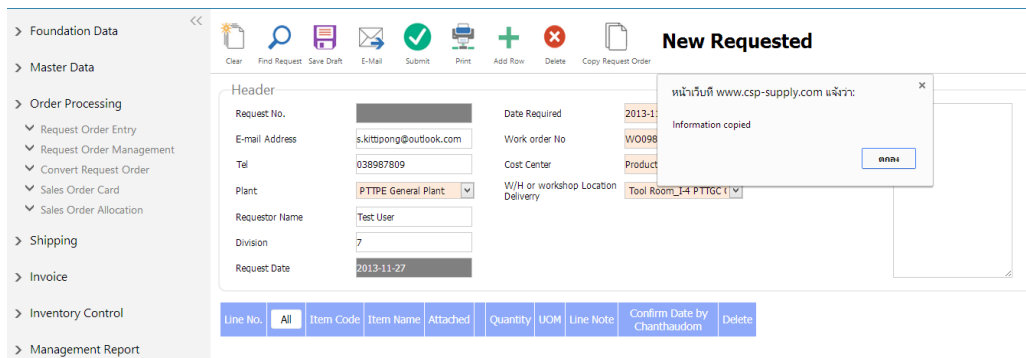 Foundation Data
Master Data
Order Processing
Request Order Entry
Request Order Management
Convert Request Order
Sales Order Card
Sales Order Allocation
Shipping
Invoice
Inventory Control
Management Report
Clear Find Request Save Draft E-Mail Submit Print Add Row Delete Copy Request Order
New Requested
Header
Request No.
E-mail Address s.kittipong@outlook.com
Tel 038987809
Plant PTTPE General Plant
Requestor Name Test User
Division 7
Request Date 2013-11-27
Date Required
Work order No WO098
Cost Center Product
W/H or workshop Location Tool Room_I-4 PTTGC
Deliverry
หน้าเว็บที่ www.csp-supply.com แจ้งว่า:
Information copied
ตกลง
Line No. All Item Code Item Name Attached Quantity UOM Line Note Confirm Date by Chanthaudom Delete